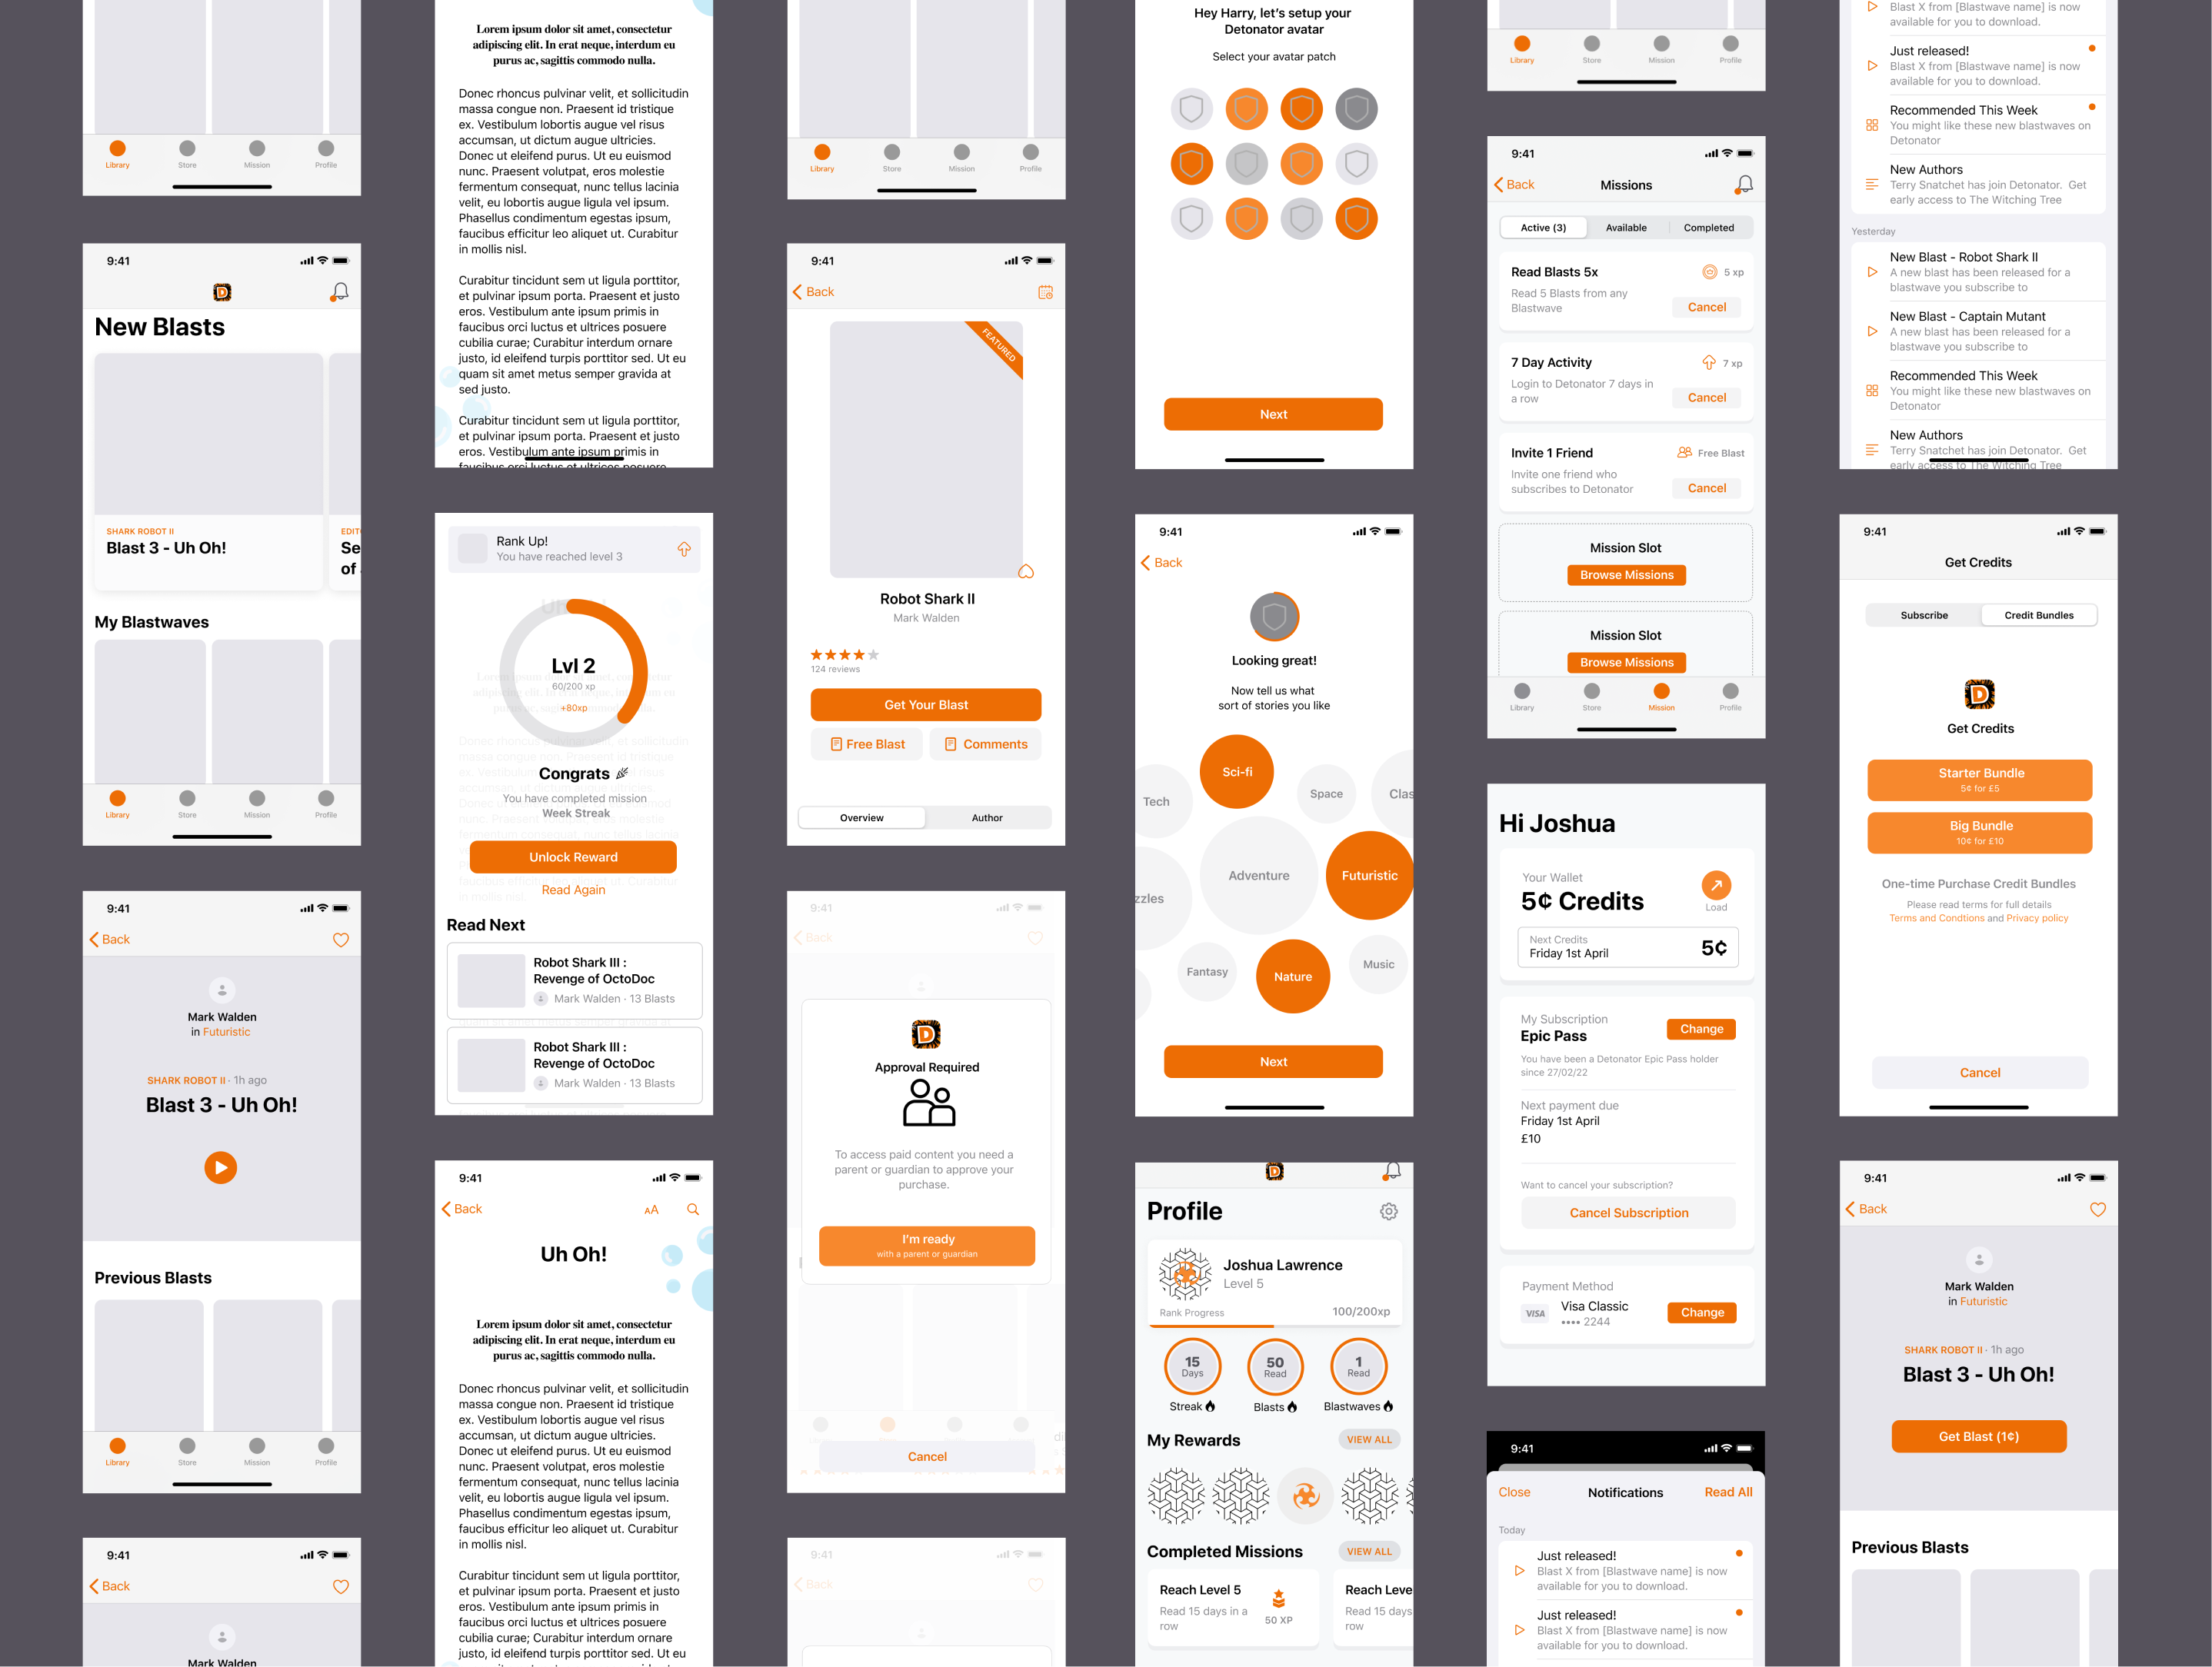 Library
Store
Mission
Profile
9:41
New Blasts
SHARK ROBOT II
Blast 3 - Uh Oh!
My Blastwaves
Library
Store
Mission
Profile
9:41
Back
Mark Walden
in Futuristic
SHARK ROBOT II · 1h ago
Blast 3 - Uh Oh!
Previous Blasts
Library
Store
Mission
Profile
9:41
Back
Mark Walden
Lorem ipsum dolor sit amet, consectetur
adipiscing elit. In erat neque, interdum eu
purus ac, sagittis commodo nulla.
Donec rhoncus pulvinar velit, et sollicitudin
massa congue non. Praesent id tristique
ex. Vestibulum lobortis augue vel risus
accumsan, ut dictum augue ultricies.
Donec ut eleifend purus. Ut eu euismod
nunc. Praesent volutpat, eros molestie
fermentum consequat, nunc tellus lacinia
velit, eu lobortis augue ligula vel ipsum.
Phasellus condimentum egestas ipsum,
faucibus efficitur leo aliquet ut. Curabitur
in mollis nisl.
Curabitur tincidunt sem ut ligula porttitor,
et pulvinar ipsum porta. Praesent et justo
eros. Vestibulum ante ipsum primis in
faucibus orci luctus et ultrices posuere
cubilia curae; Curabitur interdum ornare
justo, id eleifend turpis porttitor sed. Ut eu
quam sit amet metus semper gravida at
sed justo.
Curabitur tincidunt sem ut ligula porttitor,
et pulvinar ipsum porta. Praesent et justo
eros. Vestibulum ante ipsum primis in
faucibus orci luctus et ultrices posuere
Rank Up!
You have reached level 3
Lvl 2
60/200 xp
+80xp
Congrats
You have completed mission
Week Streak
Unlock Reward
Read Again
Read Next
Robot Shark III :
Revenge of OctoDoc
Mark Walden · 13 Blasts
Robot Shark III :
Revenge of OctoDoc
Mark Walden · 13 Blasts
9:41
Back
AA
Uh Oh!
Lorem ipsum dolor sit amet, consectetur
adipiscing elit. In erat neque, interdum eu
purus ac, sagittis commodo nulla.
Donec rhoncus pulvinar velit, et sollicitudin
massa congue non. Praesent id tristique
ex. Vestibulum lobortis augue vel risus
accumsan, ut dictum augue ultricies.
Donec ut eleifend purus. Ut eu euismod
nunc. Praesent volutpat, eros molestie
fermentum consequat, nunc tellus lacinia
velit, eu lobortis augue ligula vel ipsum.
Phasellus condimentum egestas ipsum,
faucibus efficitur leo aliquet ut. Curabitur
in mollis nisl.
Curabitur tincidunt sem ut ligula porttitor,
et pulvinar ipsum porta. Praesent et justo
eros. Vestibulum ante ipsum primis in
faucibus orci luctus et ultrices posuere
cubilia curae; Curabitur interdum ornare
justo, id eleifend turpis porttitor sed. Ut eu
Library
Store
Mission
Profile
9:41
Back
FEATURED
Robot Shark II
Mark Walden
124 reviews
Get Your Blast
Free Blast
Comments
Overview
Author
9:41
Back
D
Approval Required
To access paid content you need a
parent or guardian to approve your
purchase.
I'm ready
with a parent or guardian
Cancel
9:41
Back
Hey Harry, let's setup your
Detonator avatar
Select your avatar patch
Next
9:41
Back
Looking great!
Now tell us what
sort of stories you like
Sci-fi
Tech
Space
Clas
Adventure
Futuristic
zzles
Fantasy
Nature
Music
Next
D
Profile
Joshua Lawrence
Level 5
Rank Progress
100/200xp
15
Days
50
Read
1
Read
Streak
Blasts
Blastwaves
My Rewards
VIEW ALL
Completed Missions
VIEW ALL
Reach Level 5
Read 15 days in a
row
50 XP
Reach Leve
Read 15 days
row
Library
Store
Mission
Profile
9:41
Back
Missions
Active (3)
Available
Completed
Read Blasts 5x
5 xp
Read 5 Blasts from any
Blastwave
Cancel
7 Day Activity
7 xp
Login to Detonator 7 days in
a row
Cancel
Invite 1 Friend
Free Blast
Invite one friend who
subscribes to Detonator
Cancel
Mission Slot
Browse Missions
Mission Slot
Browse Missions
Library
Store
Mission
Profile
Hi Joshua
Your Wallet
5¢ Credits
Load
Next Credits
Friday 1st April
5¢
My Subscription
Epic Pass
Change
You have been a Detonator Epic Pass holder
since 27/02/22
Next payment due
Friday 1st April
£10
Want to cancel your subscription?
Cancel Subscription
Payment Method
VISA
Visa Classic
•••• 2244
Change
9:41
Close
Notifications
Read All
Today
Just released!
Blast X from [Blastwave name] is now
available for you to download.
Just released!
Blast X from [Blastwave name] is now
available for you to download.
Blast X from [Blastwave name] is now
available for you to download.
Just released!
Blast X from [Blastwave name] is now
available for you to download.
Recommended This Week
You might like these new blastwaves on
Detonator
New Authors
Terry Snatchet has join Detonator. Get
early access to The Witching Tree
Yesterday
New Blast - Robot Shark II
A new blast has been released for a
blastwave you subscribe to
New Blast - Captain Mutant
A new blast has been released for a
blastwave you subscribe to
Recommended This Week
You might like these new blastwaves on
Detonator
New Authors
Terry Snatchet has join Detonator. Get
early access to The Witching Tree
9:41
Get Credits
Subscribe
Credit Bundles
D
Get Credits
Starter Bundle
5¢ for £5
Big Bundle
10¢ for £10
One-time Purchase Credit Bundles
Please read terms for full details
Terms and Condtions and Privacy policy
Cancel
9:41
Back
Mark Walden
in Futuristic
SHARK ROBOT II · 1h ago
Blast 3 - Uh Oh!
Get Blast (1¢)
Previous Blasts